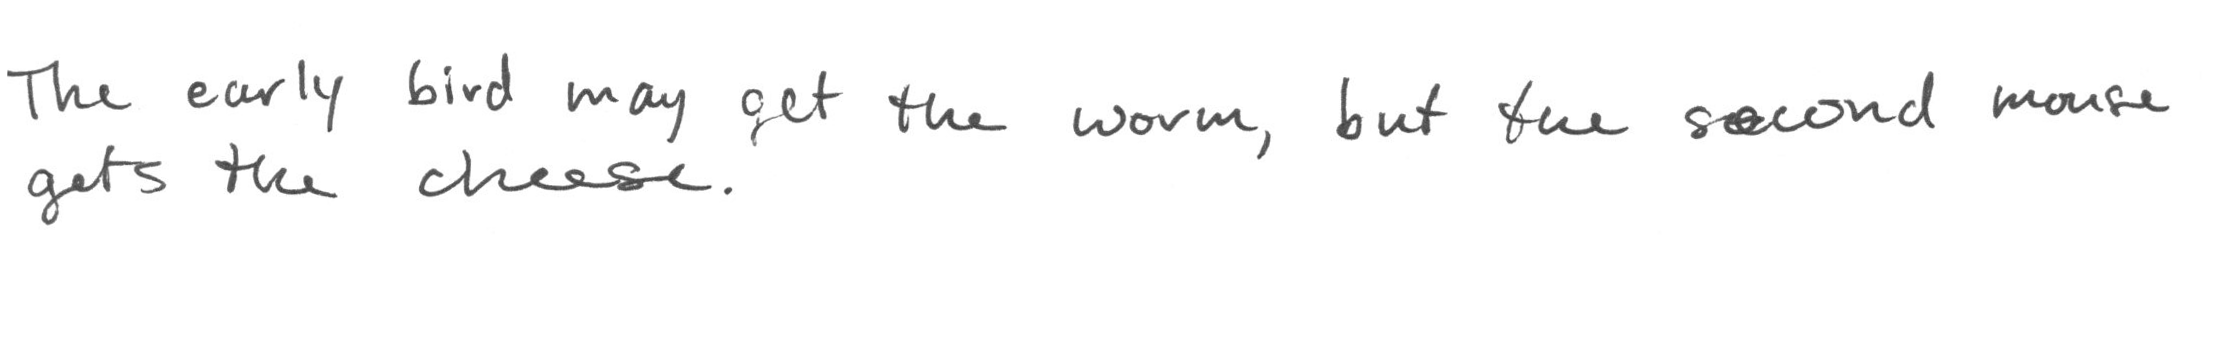 The early bird may get the worm, but the second mouse
gets the cheese.